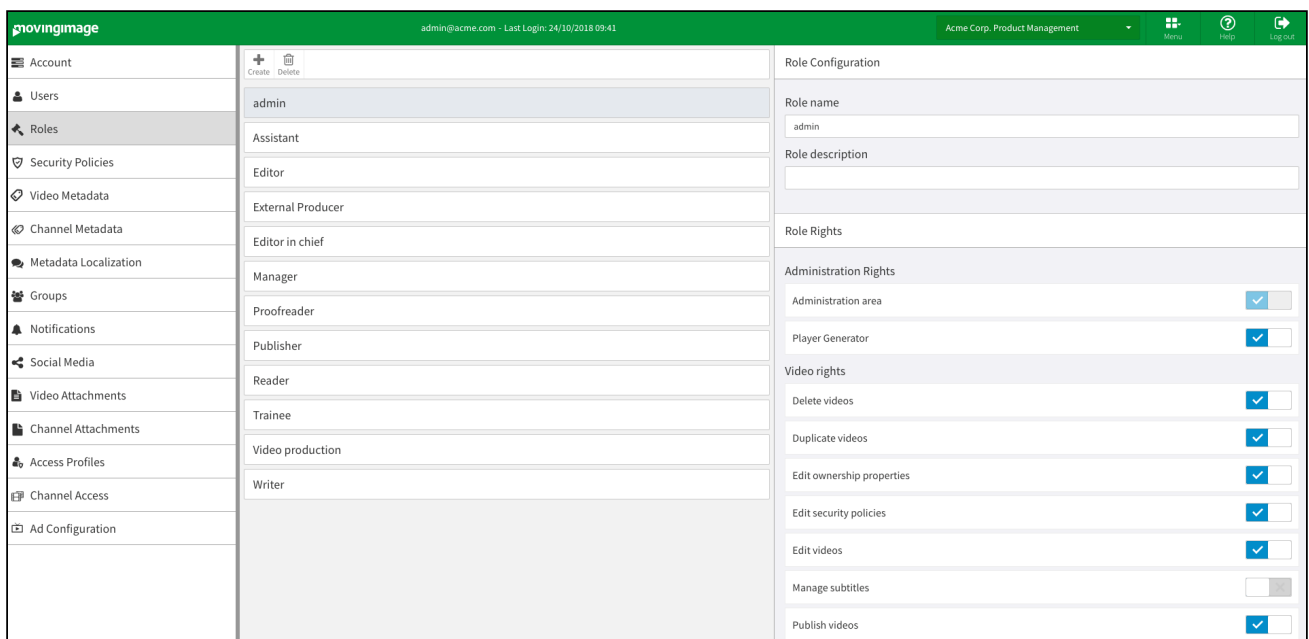 movingimage
admin@acme.com - Last Login: 24/10/2018 09:41
Acme Corp. Product Management
Menu
Help
Log out
Account
Users
Roles
Security Policies
Video Metadata
Channel Metadata
Metadata Localization
Groups
Notifications
Social Media
Video Attachments
Channel Attachments
Access Profiles
Channel Access
Ad Configuration
Create
Delete
admin
Assistant
Editor
External Producer
Editor in chief
Manager
Proofreader
Publisher
Reader
Trainee
Video production
Writer
Role Configuration
Role name
admin
Role description
Role Rights
Administration Rights
Administration area
Player Generator
Video rights
Delete videos
Duplicate videos
Edit ownership properties
Edit security policies
Edit videos
Manage subtitles
Publish videos